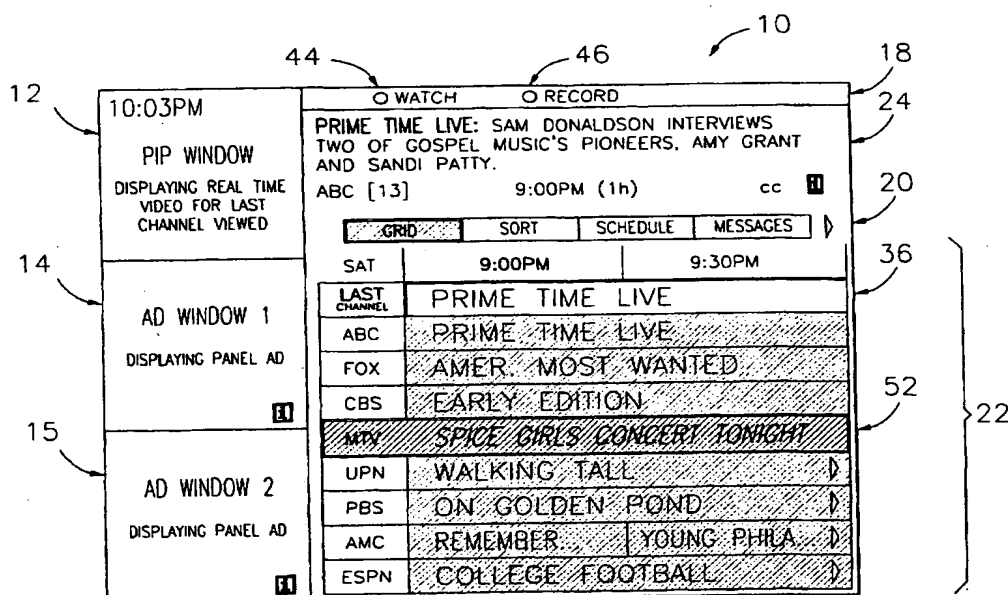 10
44 46 18
12 24
10:03PM
PIP WINDOW
DISPLAYING REAL TIME
VIDEO FOR LAST
CHANNEL VIEWED
WATCH RECORD
PRIME TIME LIVE: SAM DONALDSON INTERVIEWS
TWO OF GOSPEL MUSIC'S PIONEERS, AMY GRANT
AND SANDI PATTY.
ABC [13] 9:00PM (1h) cc i
20
GRID SORT SCHEDULE MESSAGES
14 36
AD WINDOW 1
DISPLAYING PANEL AD
i
SAT 9:00PM 9:30PM
LAST CHANNEL PRIME TIME LIVE
ABC PRIME TIME LIVE
FOX AMER. MOST WANTED
CBS EARLY EDITION
52
22
MTV SPICE GIRLS CONCERT TONIGHT
15
AD WINDOW 2
DISPLAYING PANEL AD
i
UPN WALKING TALL
PBS ON GOLDEN POND
AMC REMEMBER... YOUNG PHILA...
ESPN COLLEGE FOOTBALL